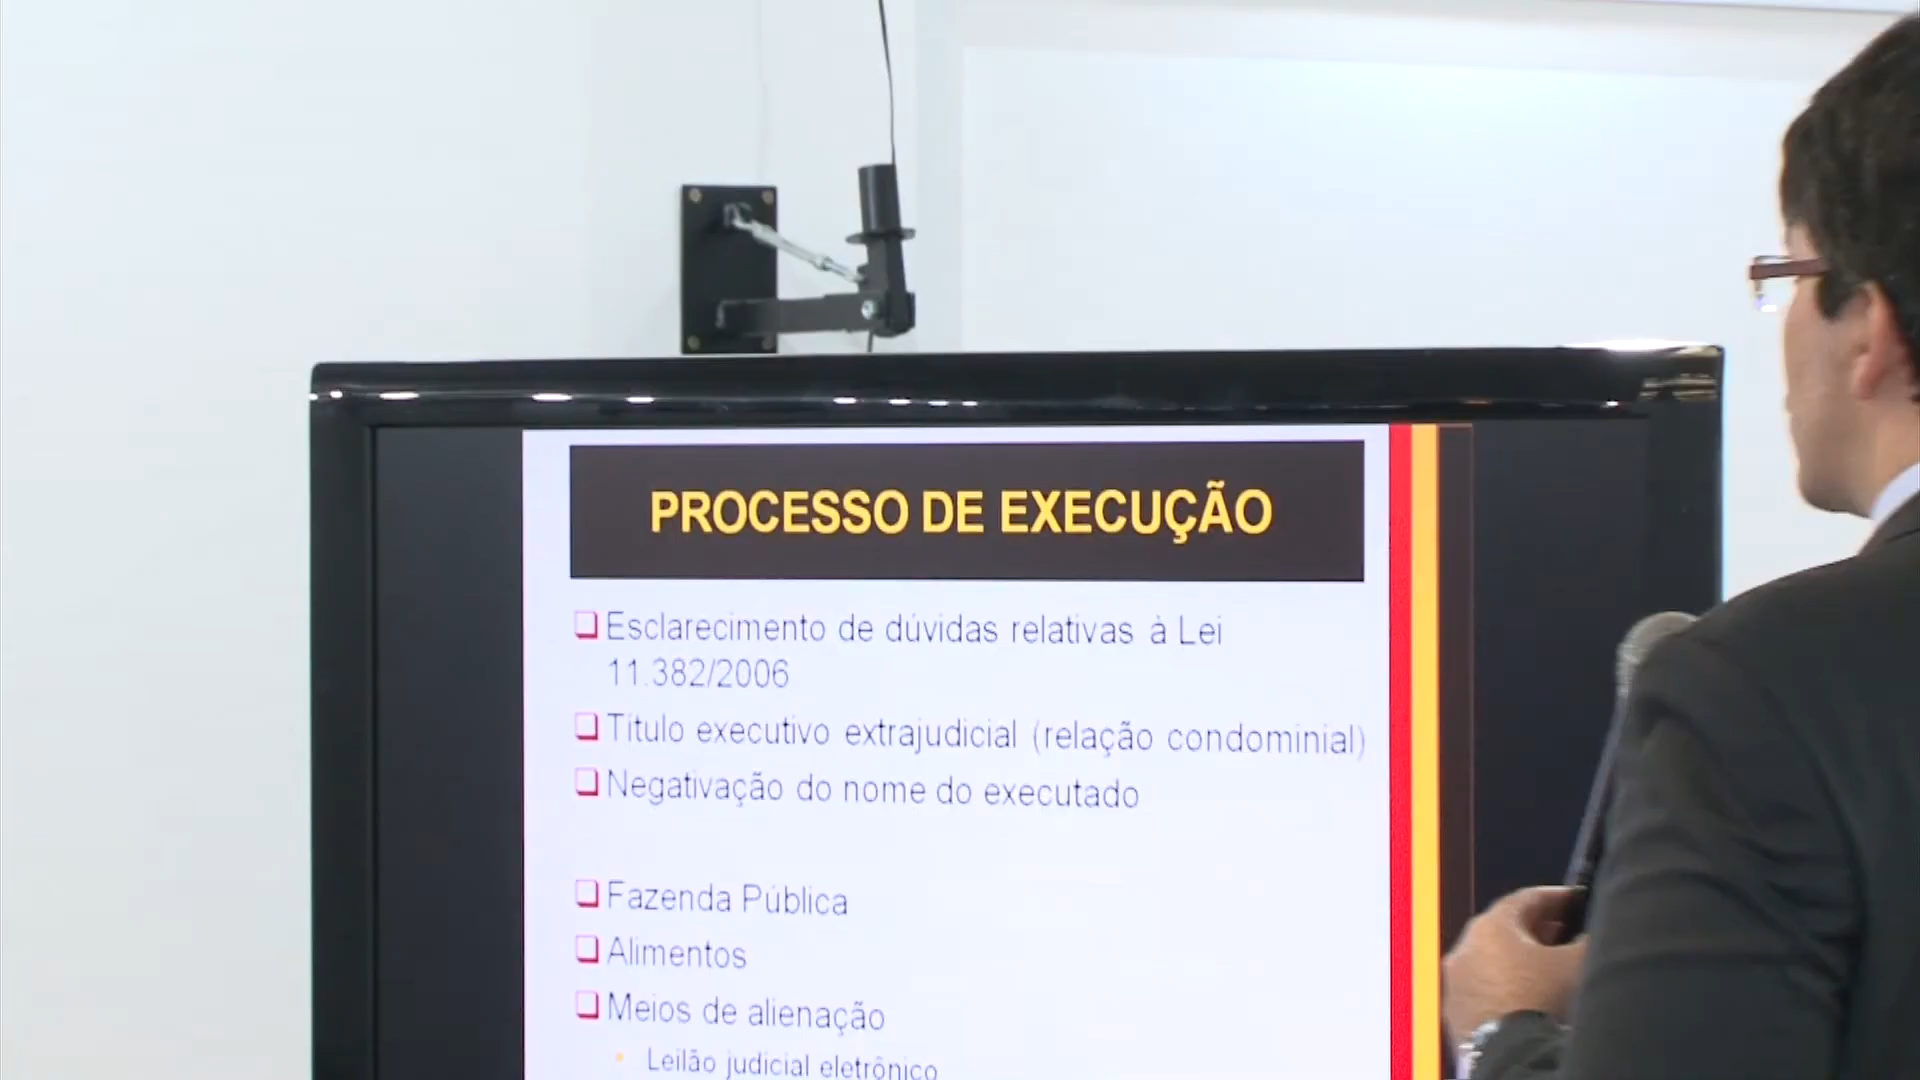 PROCESSO DE EXECUÇÃO
Esclarecimento de dúvidas relativas à Lei
11.382/2006
Título executivo extrajudicial (relação condominial)
Negativação do nome do executado
Fazenda Pública
Alimentos
Meios de alienação
Leilão judicial eletrônico